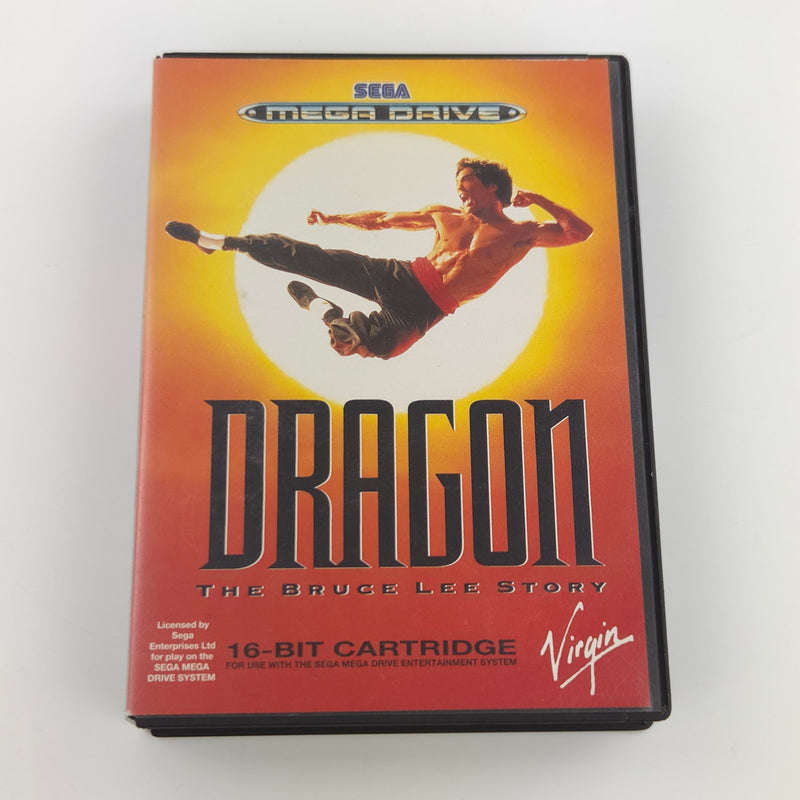 SEGA
MEGA DRIVE
DRAGON
THE BRUCE LEE STORY
Licensed by
Sega
Enterprises Ltd
for play on the
SEGA MEGA
DRIVE SYSTEM
16-BIT CARTRIDGE
FOR USE WITH THE SEGA MEGA DRIVE ENTERTAINMENT SYSTEM
Virgin